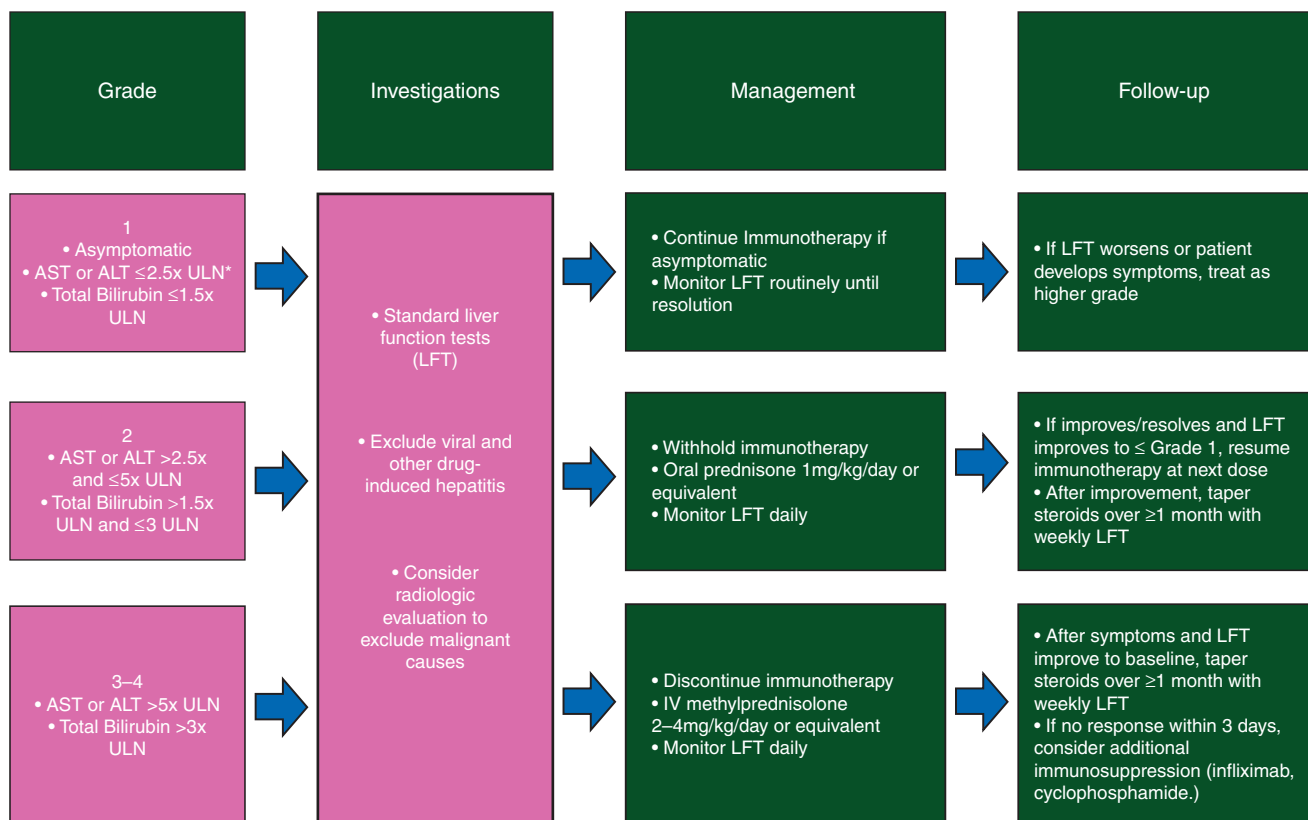 Grade
Investigations
Management
Follow-up
1
• Asymptomatic
• AST or ALT ≤2.5x ULN*
• Total Bilirubin ≤1.5x
ULN
2
• AST or ALT >2.5x
and ≤5x ULN
• Total Bilirubin >1.5x
ULN and ≤3 ULN
3–4
• AST or ALT >5x ULN
• Total Bilirubin >3x
ULN
• Standard liver
function tests
(LFT)
• Exclude viral and
other drug-
induced hepatitis
• Consider
radiologic
evaluation to
exclude malignant
causes
• Continue Immunotherapy if
asymptomatic
• Monitor LFT routinely until
resolution
• If LFT worsens or patient
develops symptoms, treat as
higher grade
• Withhold immunotherapy
• Oral prednisone 1mg/kg/day or
equivalent
• Monitor LFT daily
• If improves/resolves and LFT
improves to ≤ Grade 1, resume
immunotherapy at next dose
• After improvement, taper
steroids over ≥1 month with
weekly LFT
• Discontinue immunotherapy
• IV methylprednisolone
2–4mg/kg/day or equivalent
• Monitor LFT daily
• After symptoms and LFT
improve to baseline, taper
steroids over ≥1 month with
weekly LFT
• If no response within 3 days,
consider additional
immunosuppression (infliximab,
cyclophosphamide.)